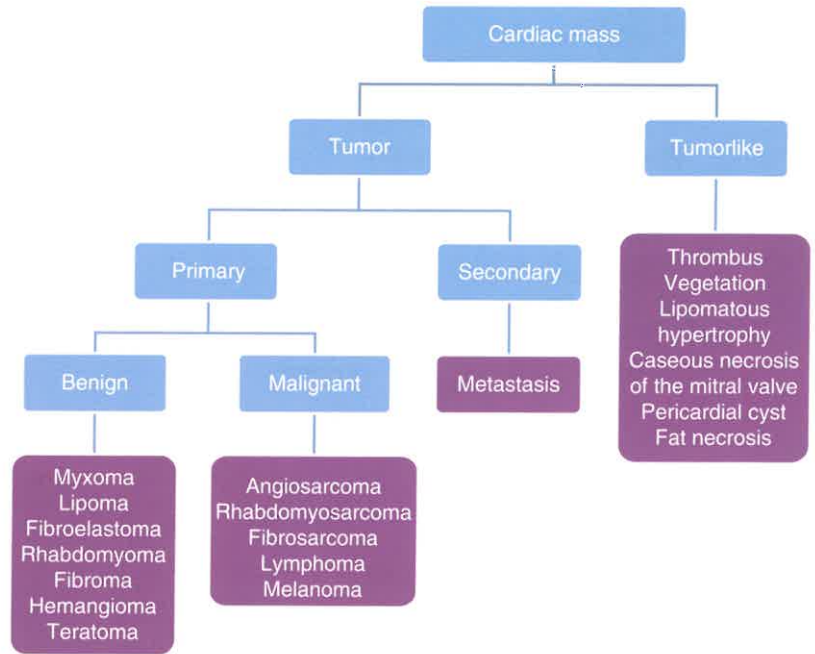 Cardiac mass
Tumor
Tumorlike
Primary
Secondary
Thrombus
Vegetation
Lipomatous
hypertrophy
Caseous necrosis
of the mitral valve
Pericardial cyst
Fat necrosis
Benign
Malignant
Metastasis
Myxoma
Lipoma
Fibroelastoma
Rhabdomyoma
Fibroma
Hemangioma
Teratoma
Angiosarcoma
Rhabdomyosarcoma
Fibrosarcoma
Lymphoma
Melanoma